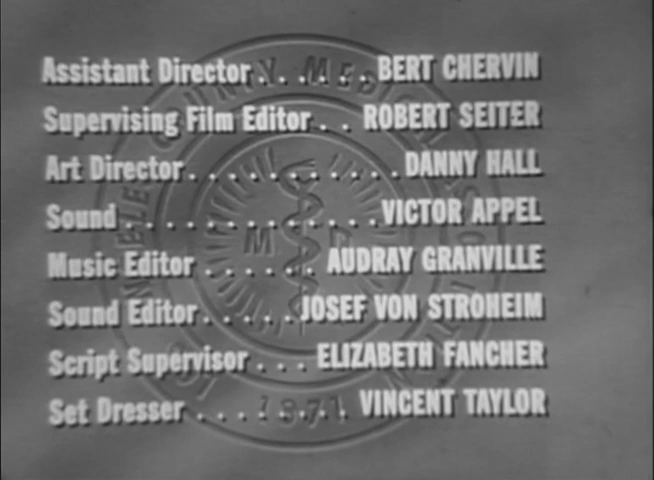 Assistant Director . . . . . . BERT CHERVIN
Supervising Film Editor . . ROBERT SEITER
Art Director . . . . . . . . . . . DANNY HALL
Sound . . . . . . . . . . . . . VICTOR APPEL
Music Editor . . . . . . AUDRAY GRANVILLE
Sound Editor . . . . . JOSEF VON STROHEIM
Script Supervisor . . . ELIZABETH FANCHER
Set Dresser . . . . . . . . VINCENT TAYLOR
1871